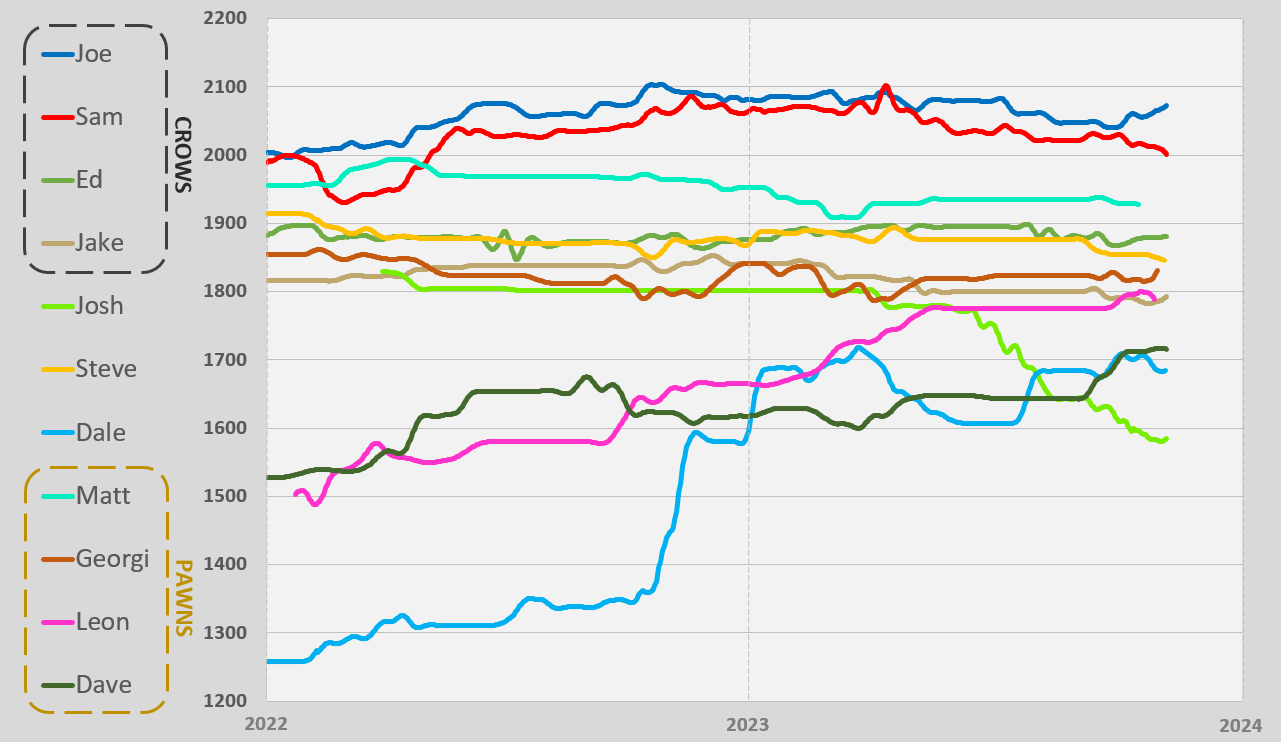 Joe
Sam
Ed
Jake
CROWS
Josh
Steve
Dale
Matt
Georgi
Leon
Dave
PAWNS
2200
2100
2000
1900
1800
1700
1600
1500
1400
1300
1200
2022
2023
2024